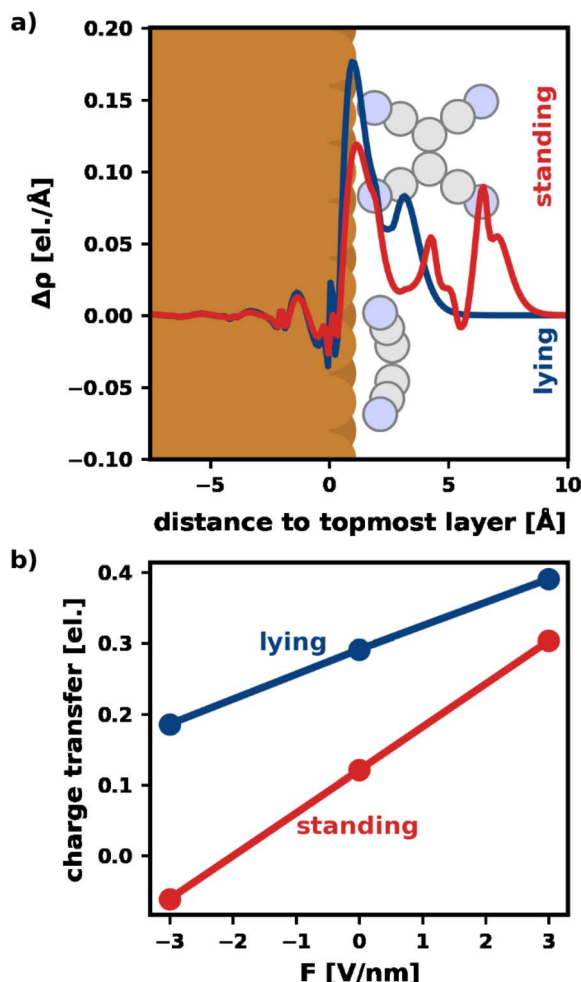 a)
0.20
0.15
0.10
0.05
0.00
−0.05
−0.10
Δρ [el./Å]
standing
lying
−5 0 5 10
distance to topmost layer [Å]
b)
0.4
0.3
0.2
0.1
0.0
charge transfer [el.]
lying
standing
−3 −2 −1 0 1 2 3
F [V/nm]